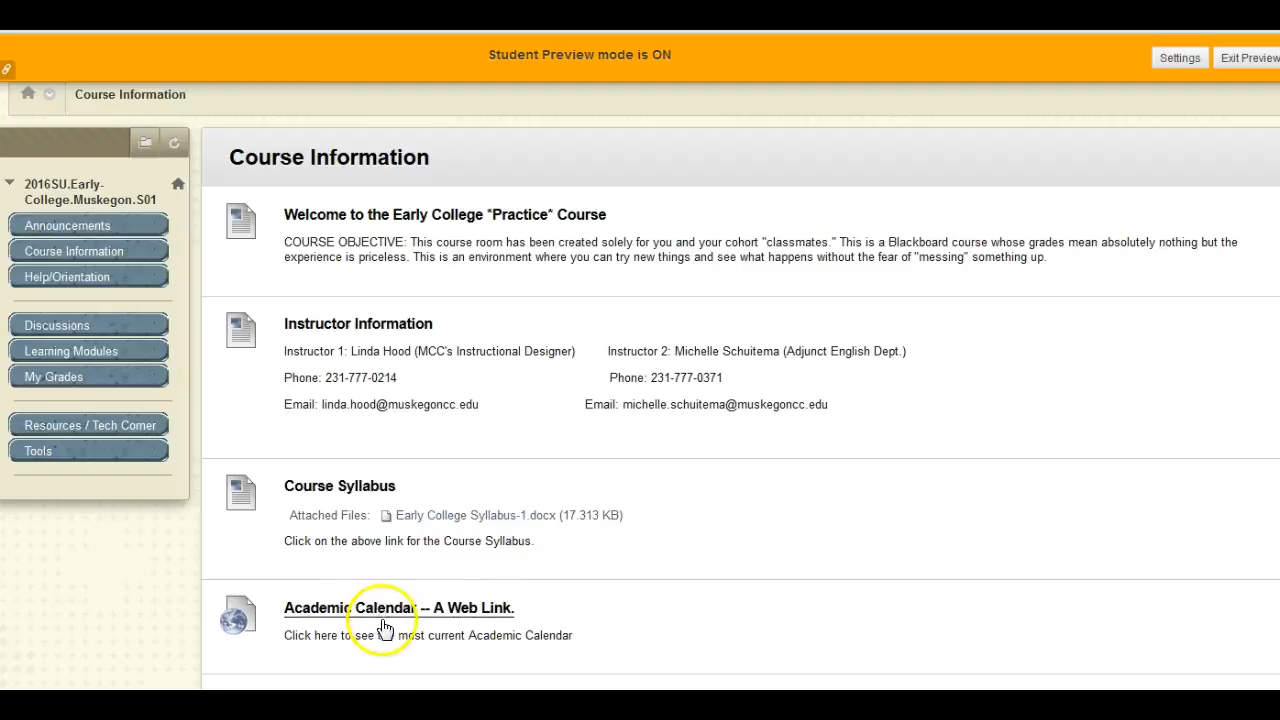 Student Preview mode is ON
Settings
Exit Preview
Course Information
2016SU.Early-
College.Muskegon.S01
Announcements
Course Information
Help/Orientation
Discussions
Learning Modules
My Grades
Resources / Tech Corner
Tools
Course Information
Welcome to the Early College *Practice* Course
COURSE OBJECTIVE: This course room has been created solely for you and your cohort "classmates." This is a Blackboard course whose grades mean absolutely nothing but the
experience is priceless. This is an environment where you can try new things and see what happens without the fear of "messing" something up.
Instructor Information
Instructor 1: Linda Hood (MCC's Instructional Designer) Instructor 2: Michelle Schuitema (Adjunct English Dept.)
Phone: 231-777-0214 Phone: 231-777-0371
Email: linda.hood@muskegoncc.edu Email: michelle.schuitema@muskegoncc.edu
Course Syllabus
Attached Files: Early College Syllabus-1.docx (17.313 KB)
Click on the above link for the Course Syllabus.
Academic Calendar -- A Web Link.
Click here to see most current Academic Calendar